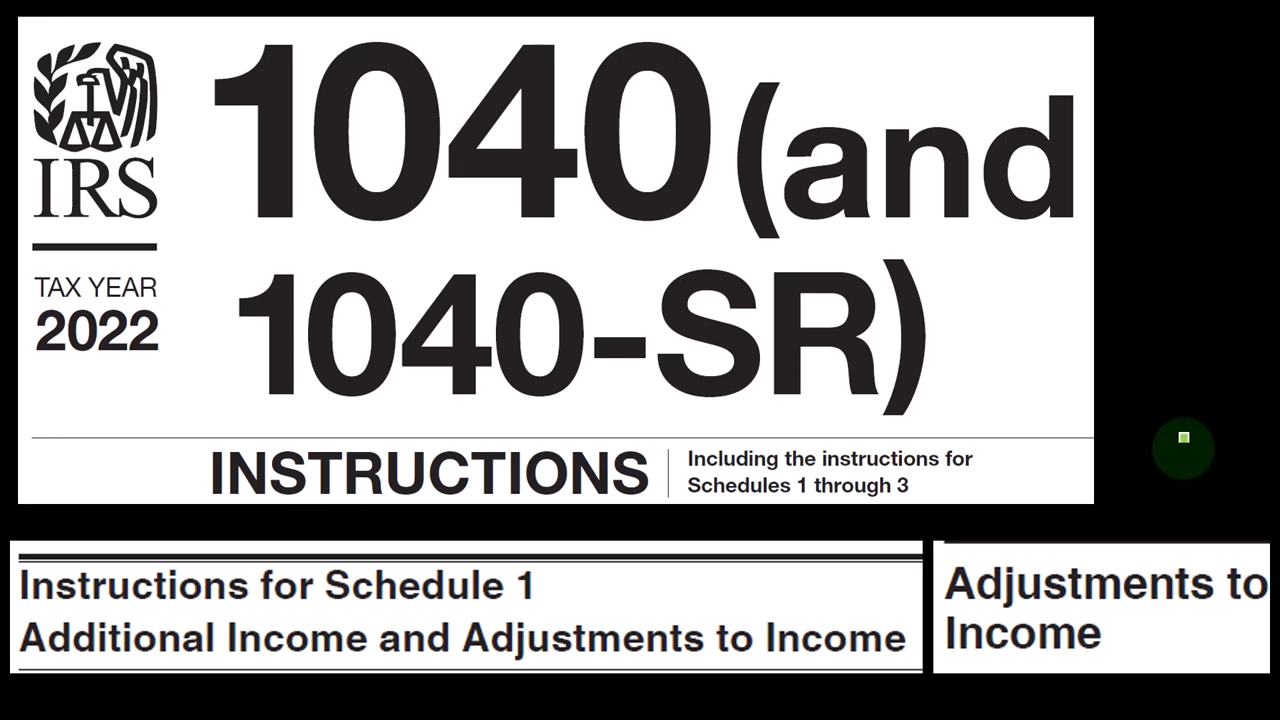 IRS
TAX YEAR
2022
1040 (and
1040-SR)
INSTRUCTIONS
Including the instructions for
Schedules 1 through 3
Instructions for Schedule 1
Additional Income and Adjustments to Income
Adjustments to
Income